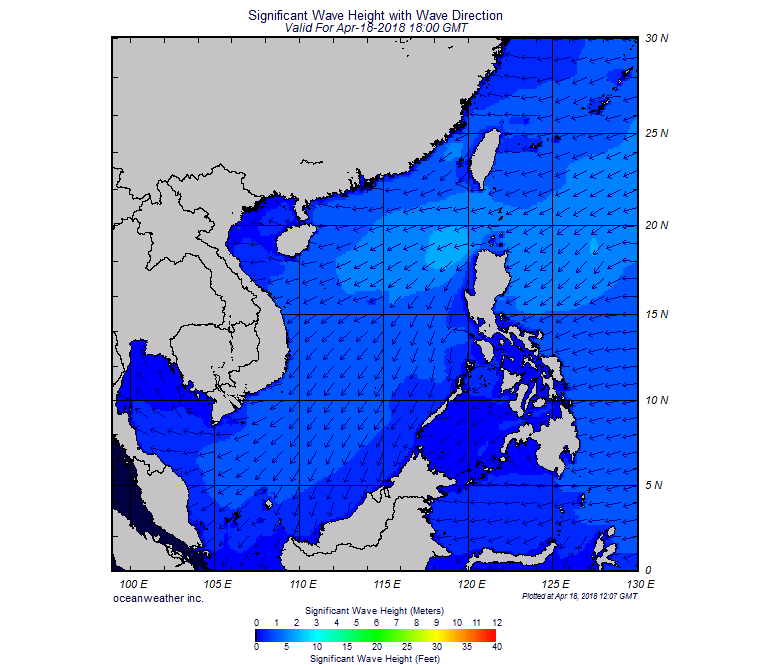 Significant Wave Height with Wave Direction
Valid For Apr-18-2018 18:00 GMT
30 N
25 N
20 N
15 N
10 N
5 N
0
100 E 105 E 110 E 115 E 120 E 125 E 130 E
oceanweather inc.
Plotted at Apr 18, 2018 12:07 GMT
Significant Wave Height (Meters)
0 1 2 3 4 5 6 7 8 9 10 11 12
0 5 10 15 20 25 30 35 40
Significant Wave Height (Feet)